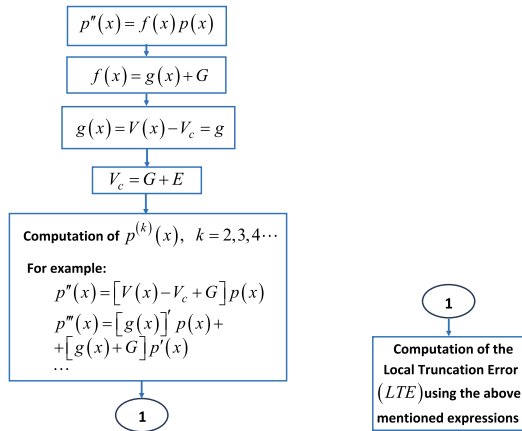 p″(x) = f(x) p(x)
f(x) = g(x) + G
g(x) = V(x) − V_c = g
V_c = G + E
Computation of p^(k)(x), k = 2,3,4⋯
For example:
p″(x) = [V(x) − V_c + G] p(x)
p‴(x) = [g(x)]′ p(x) +
+ [g(x) + G] p′(x)
⋯
1
1
Computation of the
Local Truncation Error
(LTE) using the above
mentioned expressions